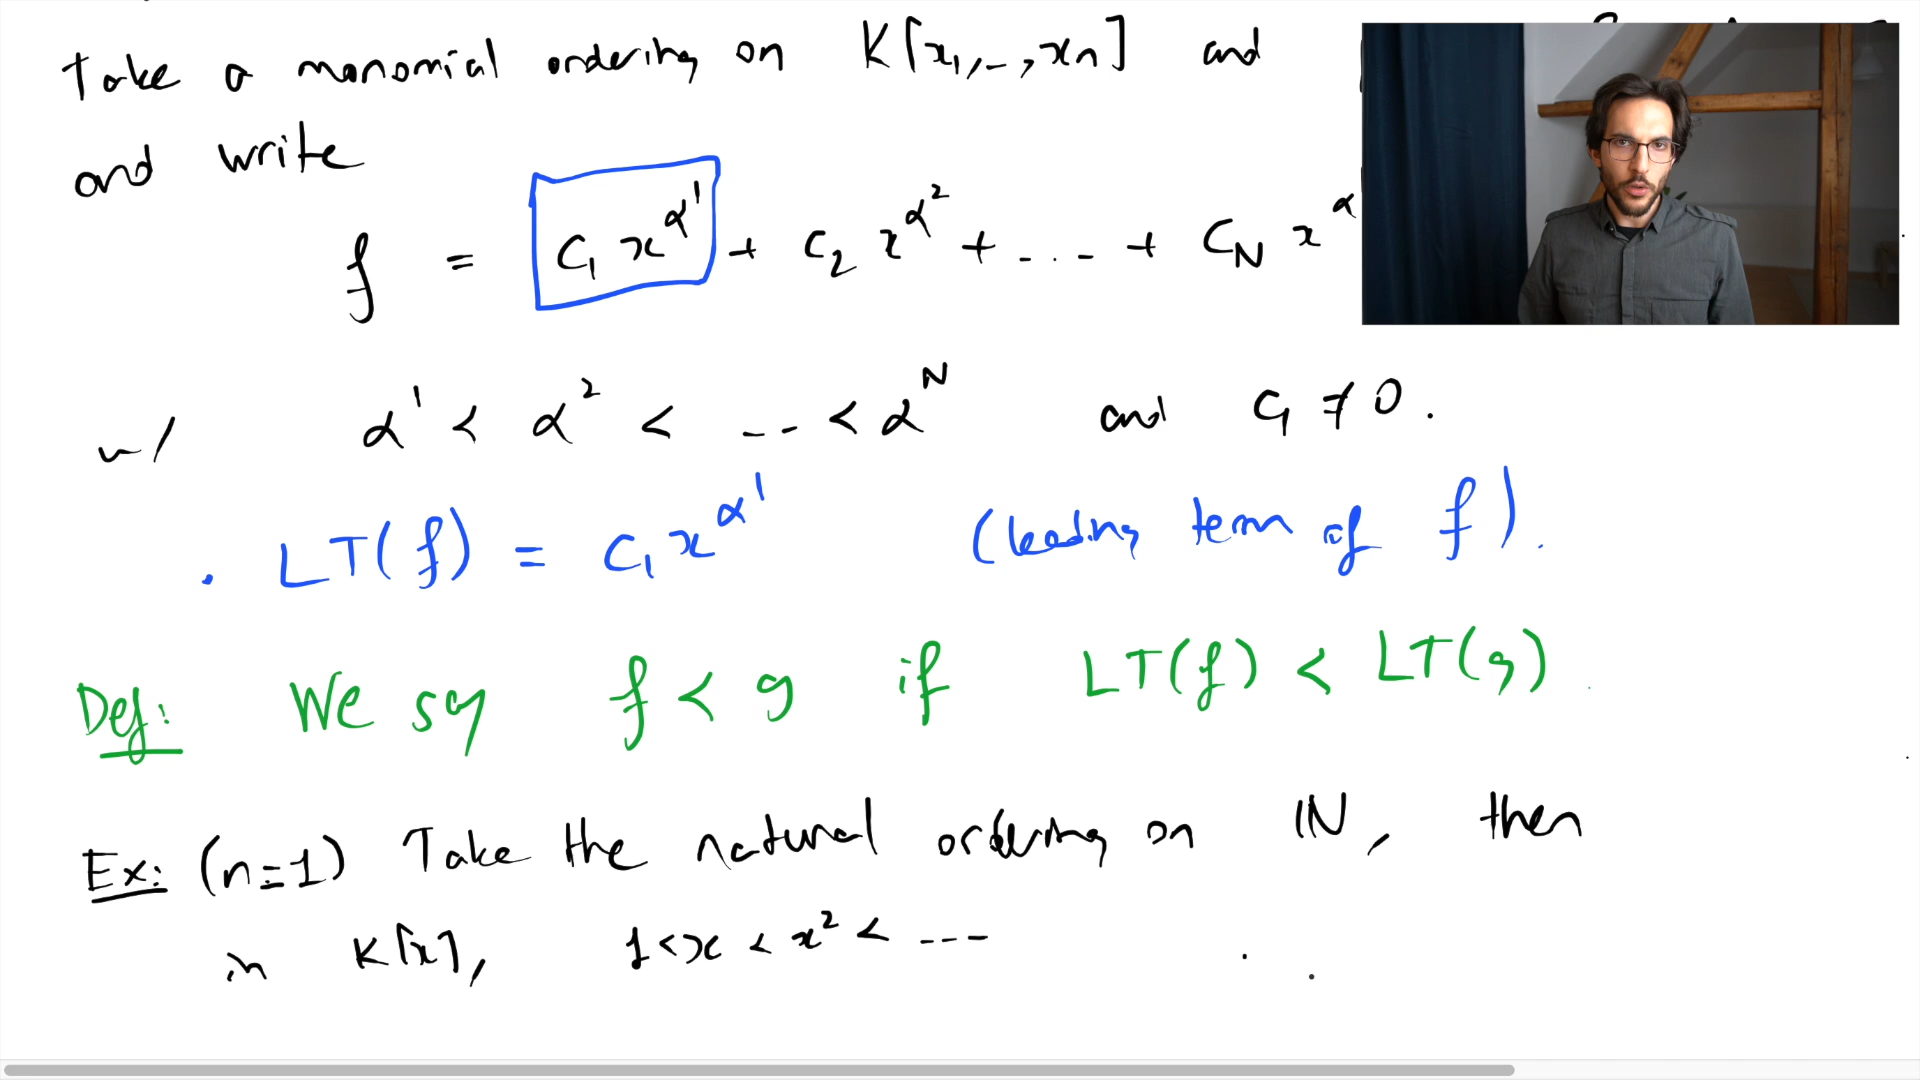 Take a monomial ordering on K[x₁,..,xₙ] and
and write
f = c₁ x^α¹ + c₂ x^α² + .... + c_N x^α
w/ α¹ < α² < ... < α^N and c₁ ≠ 0.
. LT(f) = c₁ x^α¹ (leading term of f).
Def: We say f < g if LT(f) < LT(g).
Ex: (n=1) Take the natural ordering on ℕ, then
in K[x], 1 < x < x² < ---